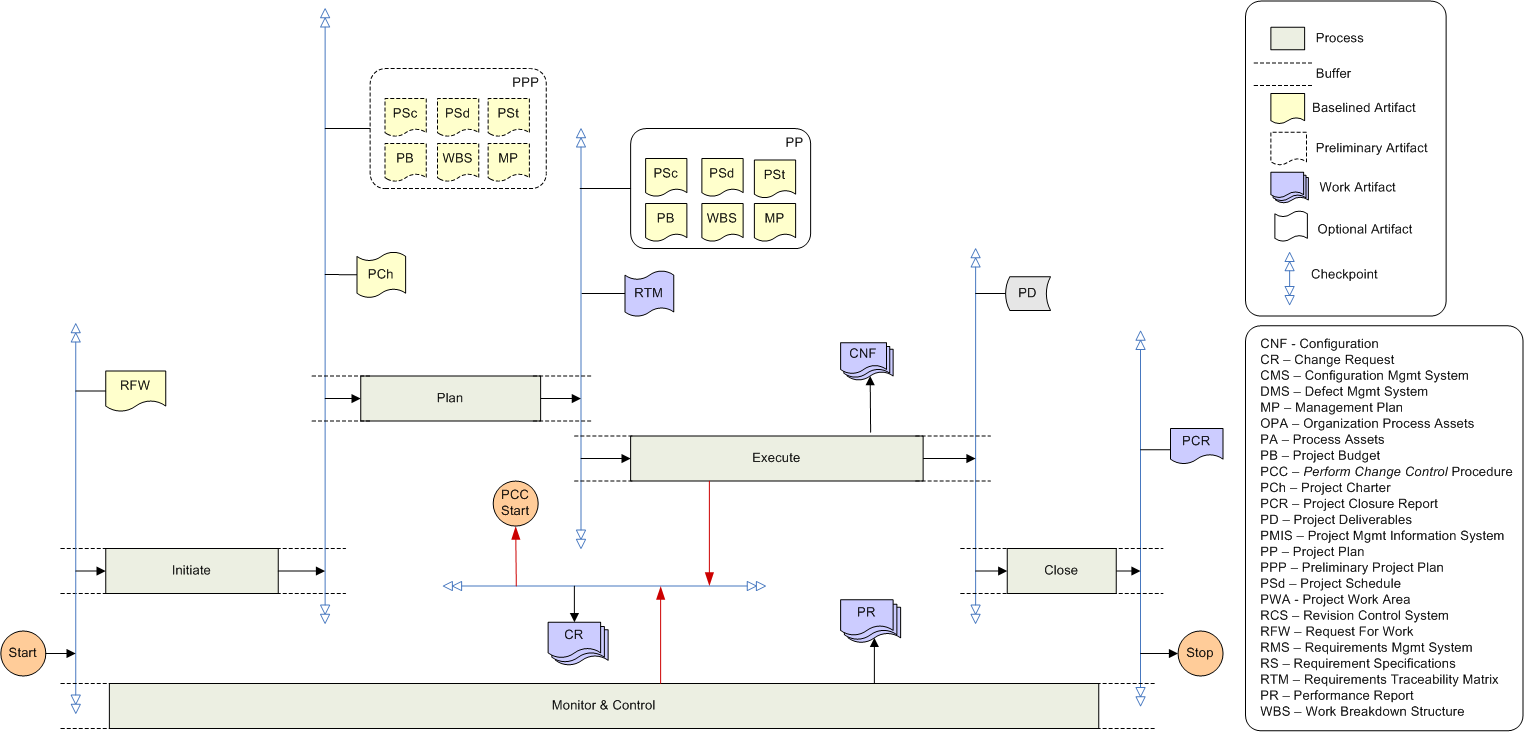 PPP
PSc
PSd
PSt
PB
WBS
MP
PP
PSc
PSd
PSt
PB
WBS
MP
PCh
RTM
PD
RFW
CNF
Plan
Execute
PCR
PCC
Start
Initiate
Close
CR
PR
Start
Stop
Monitor & Control
Process
Buffer
Baselined Artifact
Preliminary Artifact
Work Artifact
Optional Artifact
Checkpoint
CNF - Configuration
CR – Change Request
CMS – Configuration Mgmt System
DMS – Defect Mgmt System
MP – Management Plan
OPA – Organization Process Assets
PA – Process Assets
PB – Project Budget
PCC – Perform Change Control Procedure
PCh – Project Charter
PCR – Project Closure Report
PD – Project Deliverables
PMIS – Project Mgmt Information System
PP – Project Plan
PPP – Preliminary Project Plan
PSd – Project Schedule
PWA - Project Work Area
RCS – Revision Control System
RFW – Request For Work
RMS – Requirements Mgmt System
RS – Requirement Specifications
RTM – Requirements Traceability Matrix
PR – Performance Report
WBS – Work Breakdown Structure